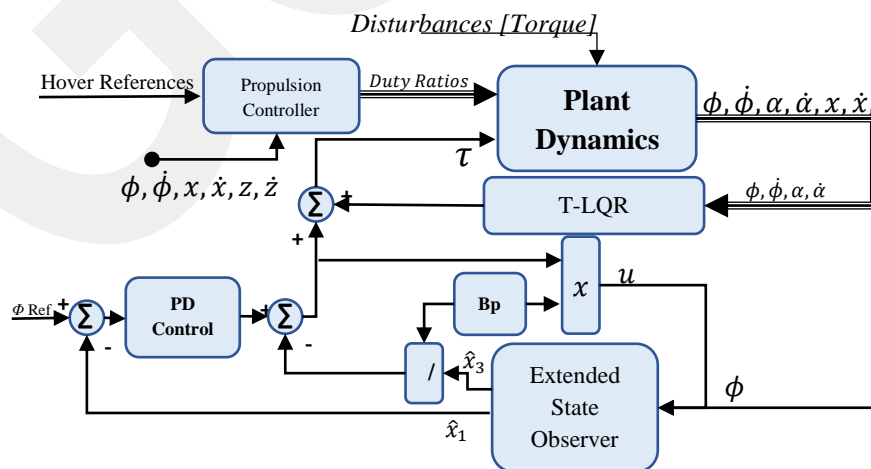 Disturbances [Torque]
Hover References
Propulsion
Controller
Duty Ratios
Plant
Dynamics
ϕ, ϕ̇, α, α̇, x, ẋ,
τ
ϕ, ϕ̇, x, ẋ, z, ż
Σ
+
+
T-LQR
ϕ, ϕ̇, α, α̇
x
u
Φ Ref
+
Σ
-
PD
Control
+
Σ
-
Bp
/
x̂₃
x̂₁
Extended
State
Observer
ϕ